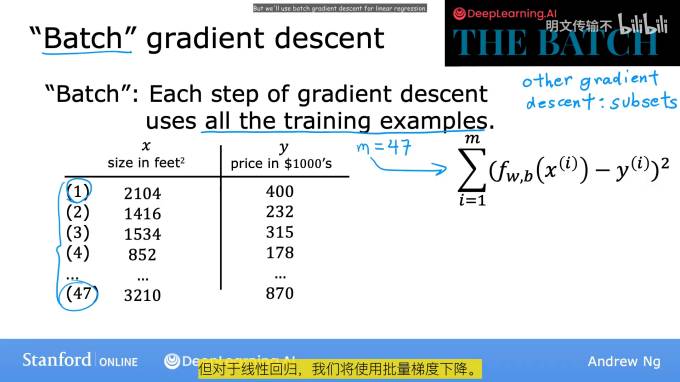 But we'll use batch gradient descent for linear regression.
"Batch" gradient descent
DeepLearning.AI
明文传输不
bilibili
THE BATCH
"Batch": Each step of gradient descent
uses all the training examples.
other gradient
descent: subsets
x y
size in feet² price in $1000's
m = 47
(1) 2104 400
(2) 1416 232
(3) 1534 315
(4) 852 178
... ... ...
(47) 3210 870
m
∑(f_{w,b}(x^{(i)}) − y^{(i)})²
i=1
Stanford ONLINE DeepLearning.AI Andrew Ng
但对于线性回归，我们将使用批量梯度下降。